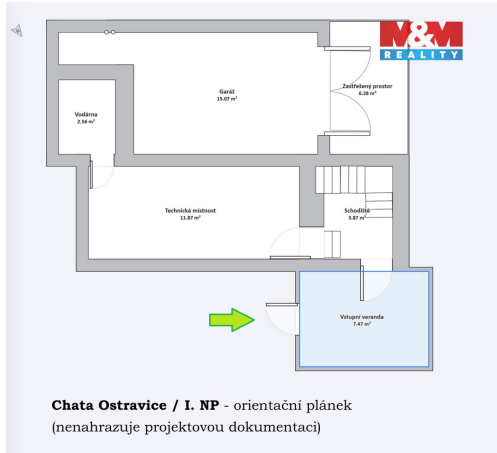 M&M
REALITY
Garáž
15.07 m²
Zastřešený prostor
6.28 m²
Vodárna
2.56 m²
Technická místnost
11.87 m²
Schodiště
3.87 m²
Vstupní veranda
7.47 m²
Chata Ostravice / I. NP - orientační plánek
(nenahrazuje projektovou dokumentaci)